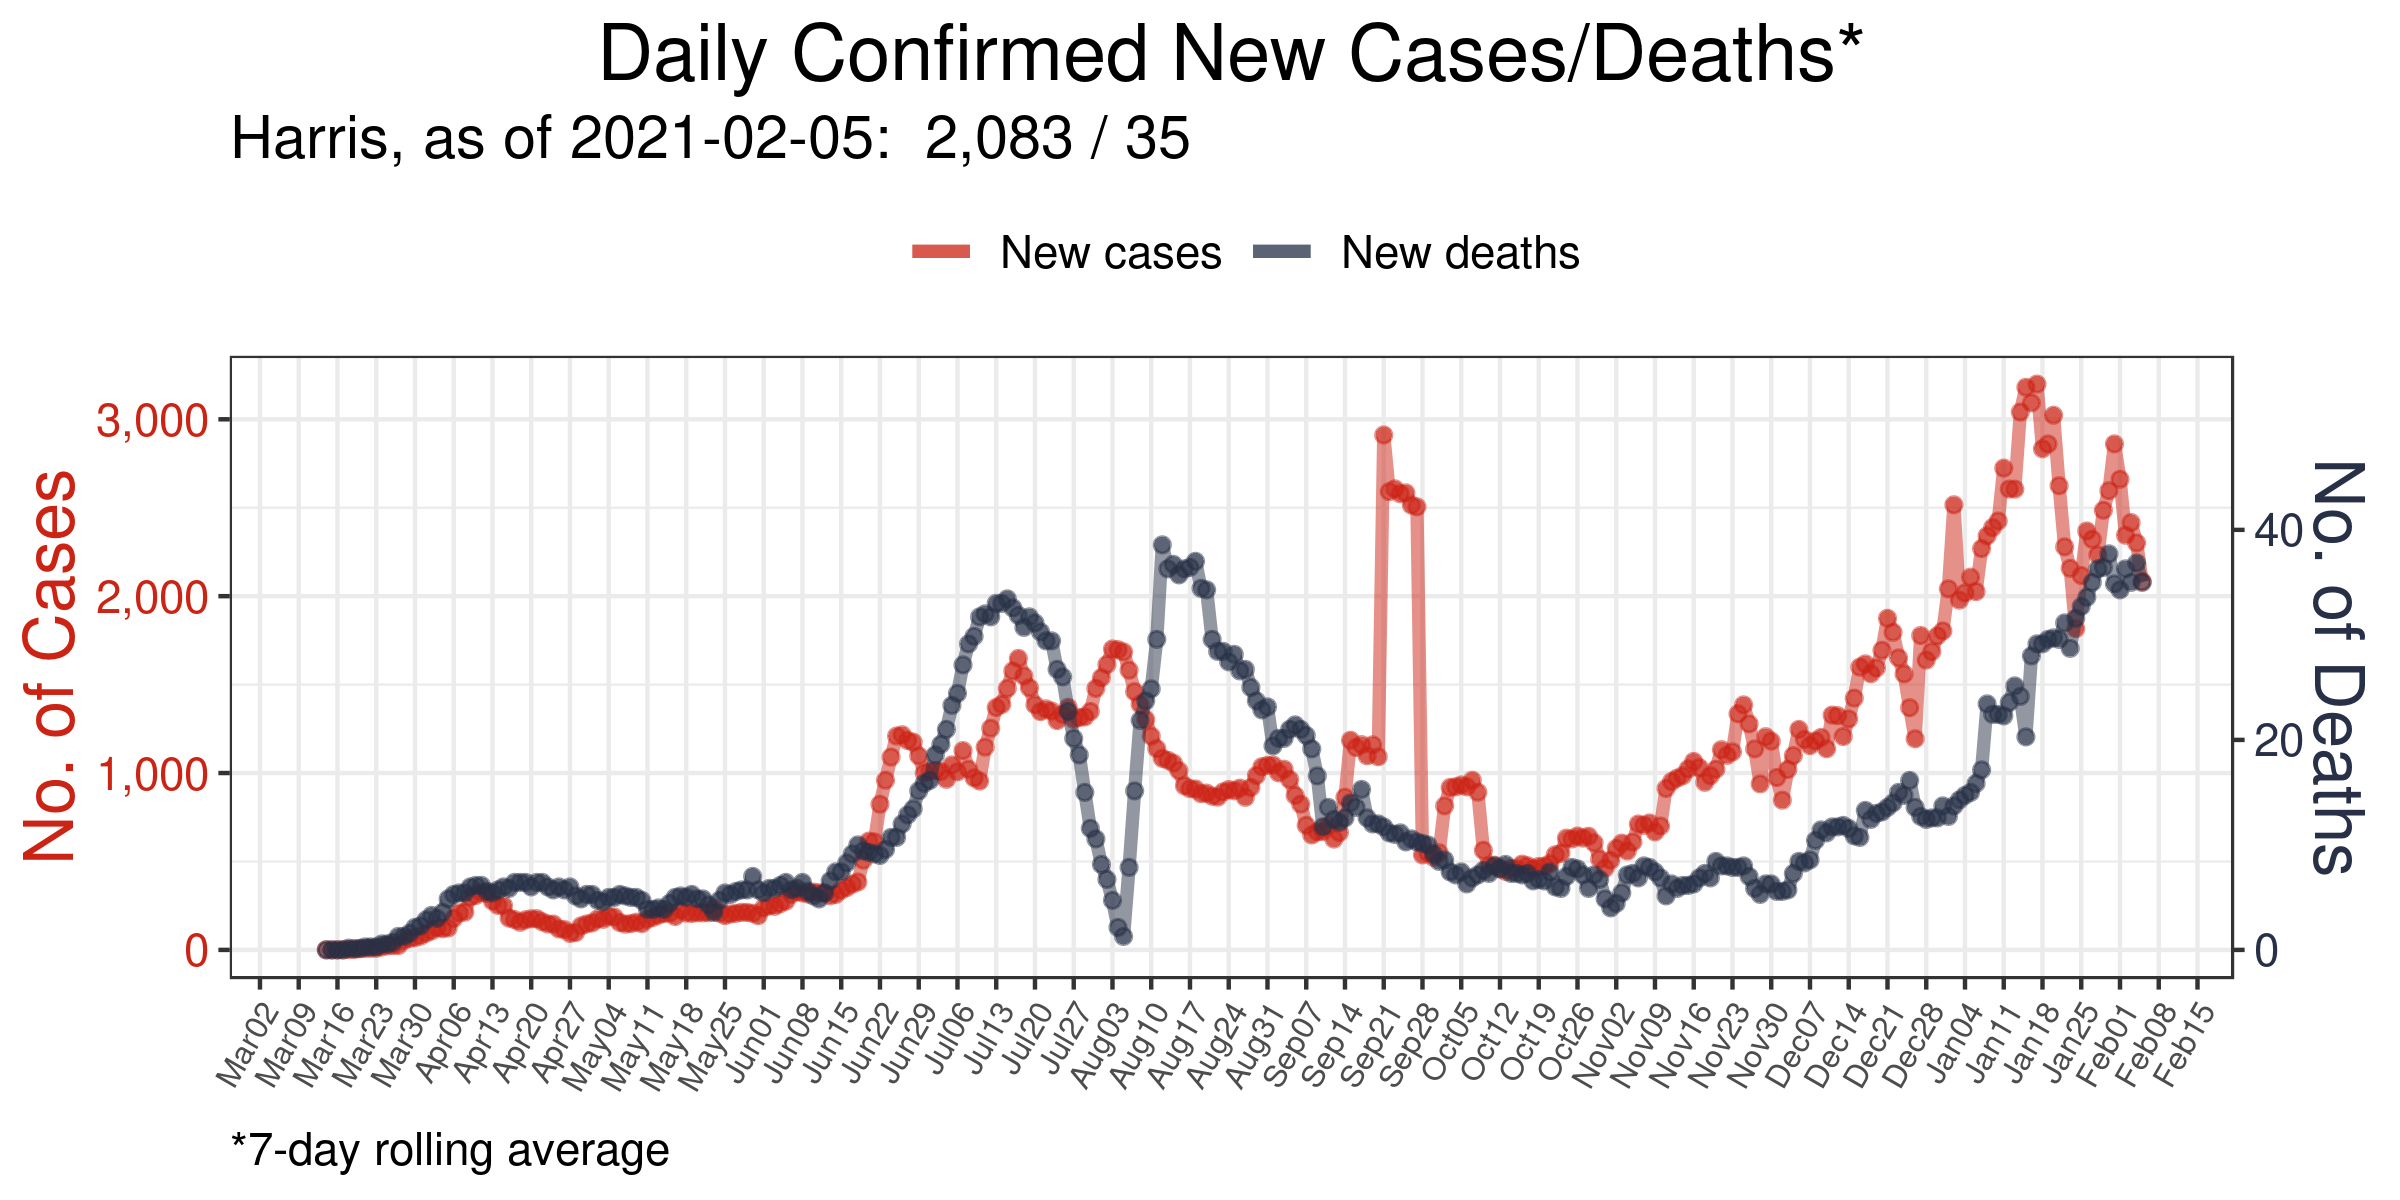 Daily Confirmed New Cases/Deaths*
Harris, as of 2021-02-05:  2,083 / 35
New cases New deaths
No. of Cases
3,000
2,000
1,000
0
No. of Deaths
40
20
0
Mar02 Mar09 Mar16 Mar23 Mar30 Apr06 Apr13 Apr20 Apr27 May04 May11 May18 May25 Jun01 Jun08 Jun15 Jun22 Jun29 Jul06 Jul13 Jul20 Jul27 Aug03 Aug10 Aug17 Aug24 Aug31 Sep07 Sep14 Sep21 Sep28 Oct05 Oct12 Oct19 Oct26 Nov02 Nov09 Nov16 Nov23 Nov30 Dec07 Dec14 Dec21 Dec28 Jan04 Jan11 Jan18 Jan25 Feb01 Feb08 Feb15
*7-day rolling average